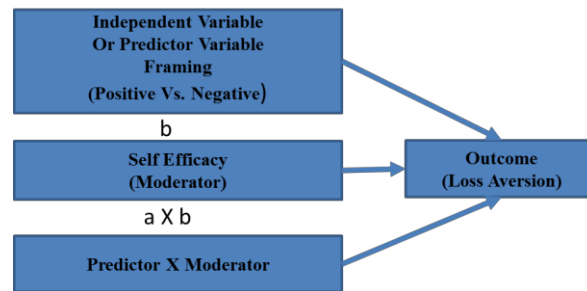 Independent Variable
Or Predictor Variable
Framing
(Positive Vs. Negative)
b
Self Efficacy
(Moderator)
Outcome
(Loss Aversion)
a X b
Predictor X Moderator